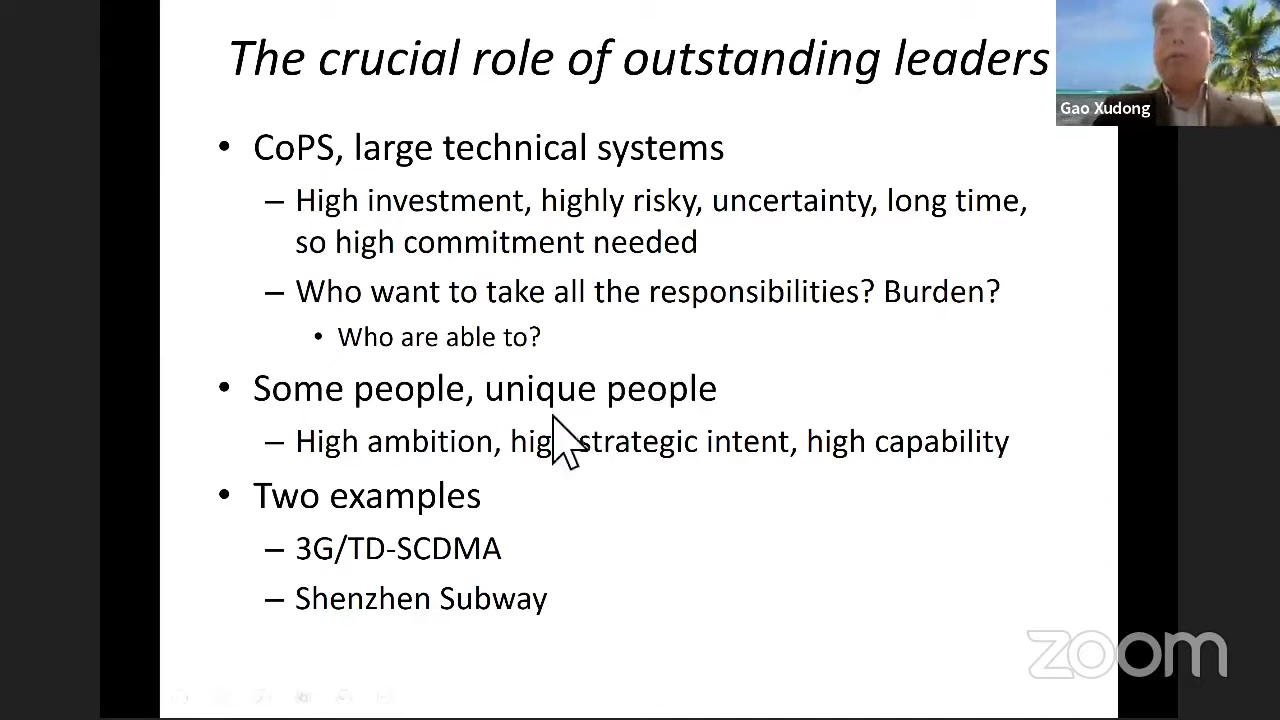 The crucial role of outstanding leaders
Gao Xudong
• CoPS, large technical systems
– High investment, highly risky, uncertainty, long time,
so high commitment needed
– Who want to take all the responsibilities? Burden?
• Who are able to?
• Some people, unique people
– High ambition, high strategic intent, high capability
• Two examples
– 3G/TD-SCDMA
– Shenzhen Subway
zoom